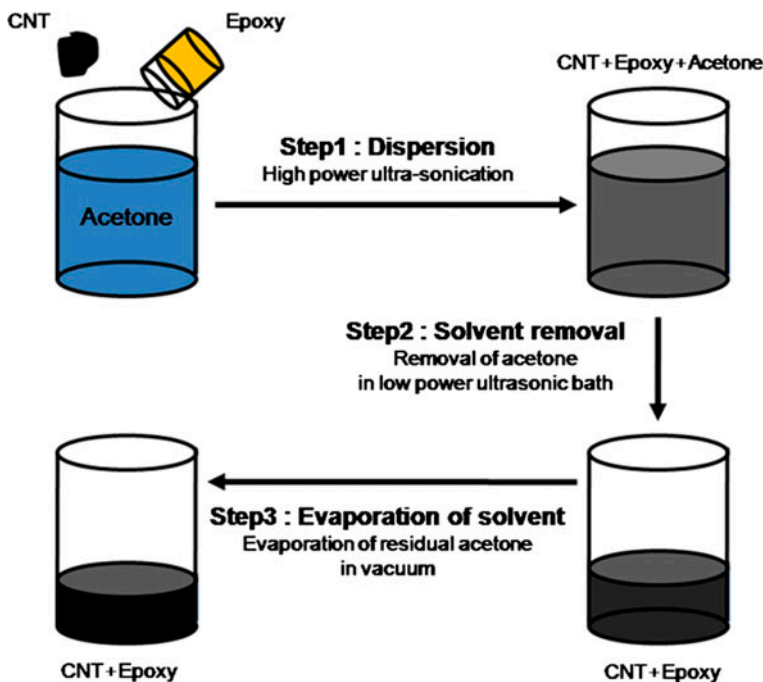 CNT
Epoxy
CNT+Epoxy+Acetone
Step1 : Dispersion
High power ultra-sonication
Acetone
Step2 : Solvent removal
Removal of acetone
in low power ultrasonic bath
Step3 : Evaporation of solvent
Evaporation of residual acetone
in vacuum
CNT+Epoxy
CNT+Epoxy